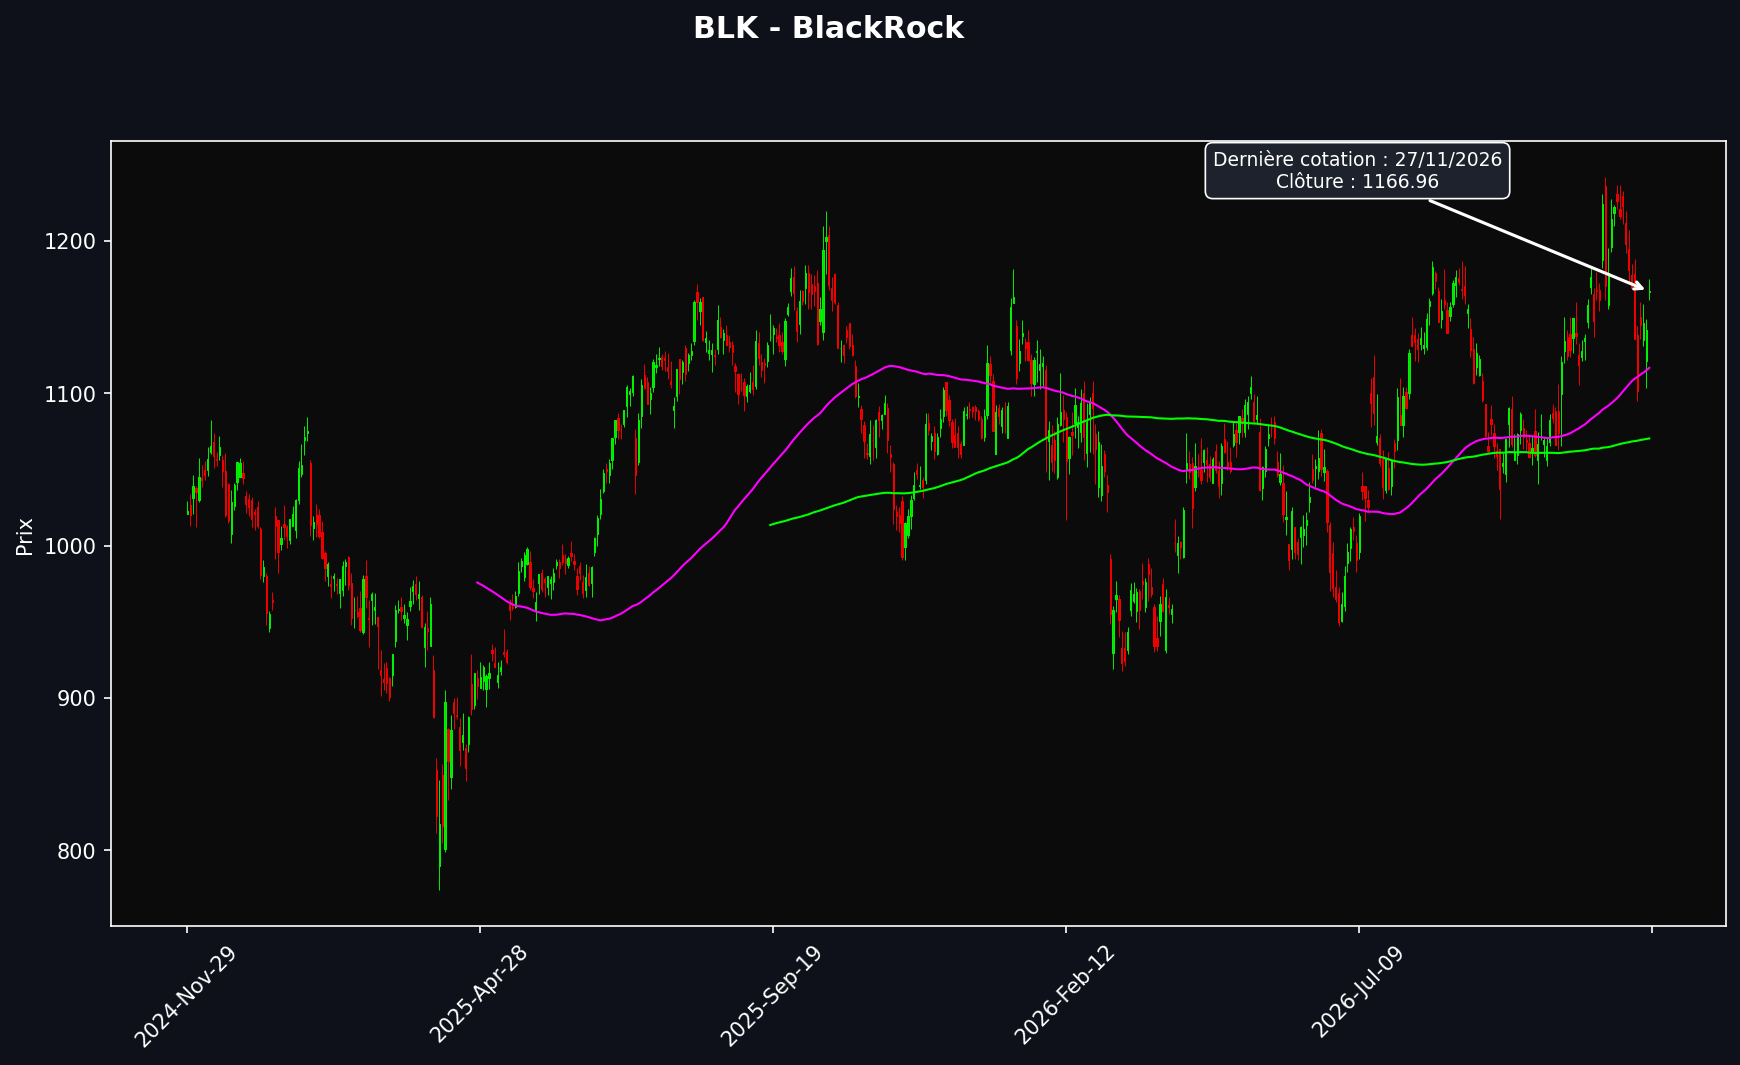 BLK - BlackRock
Dernière cotation : 27/11/2026
Clôture : 1166.96
1200
1100
1000
900
800
Prix
2024-Nov-29
2025-Apr-28
2025-Sep-19
2026-Feb-12
2026-Jul-09